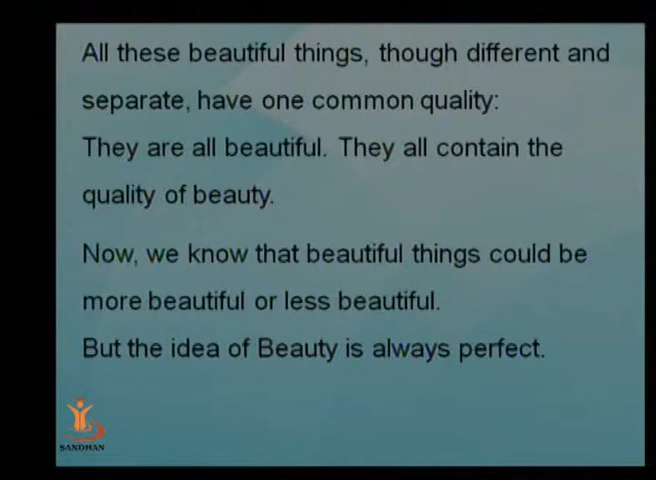 All these beautiful things, though different and
separate, have one common quality:
They are all beautiful. They all contain the
quality of beauty.
Now, we know that beautiful things could be
more beautiful or less beautiful.
But the idea of Beauty is always perfect.
SANDHAN